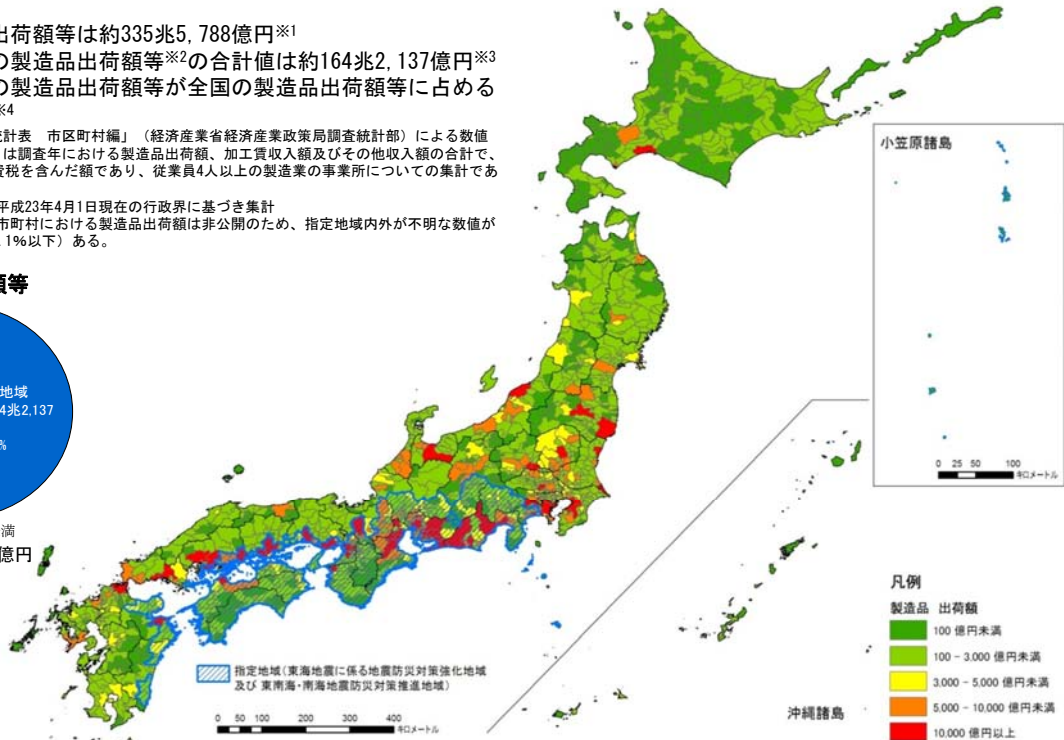 出荷額等は約335兆5,788億円※1
の製造品出荷額等※2の合計値は約164兆2,137億円※3
の製造品出荷額等が全国の製造品出荷額等に占める
※4
統計表 市区町村編」(経済産業省経済産業政策局調査統計部)による数値
は調査年における製造品出荷額、加工賃収入額及びその他収入額の合計で、
費税を含んだ額であり、従業員4人以上の製造業の事業所についての集計であ
平成23年4月1日現在の行政界に基づき集計
市町村における製造品出荷額は非公開のため、指定地域内外が不明な数値が
1%以下)ある。
額等
地域
4兆2,137
%
満
億円
小笠原諸島
0 25 50 100
キロメートル
指定地域(東海地震に係る地震防災対策強化地域
及び 東南海・南海地震防災対策推進地域)
0 50 100 200 300 400
キロメートル
沖縄諸島
凡例
製造品 出荷額
100 億円未満
100 - 3,000 億円未満
3,000 - 5,000 億円未満
5,000 - 10,000 億円未満
10,000 億円以上